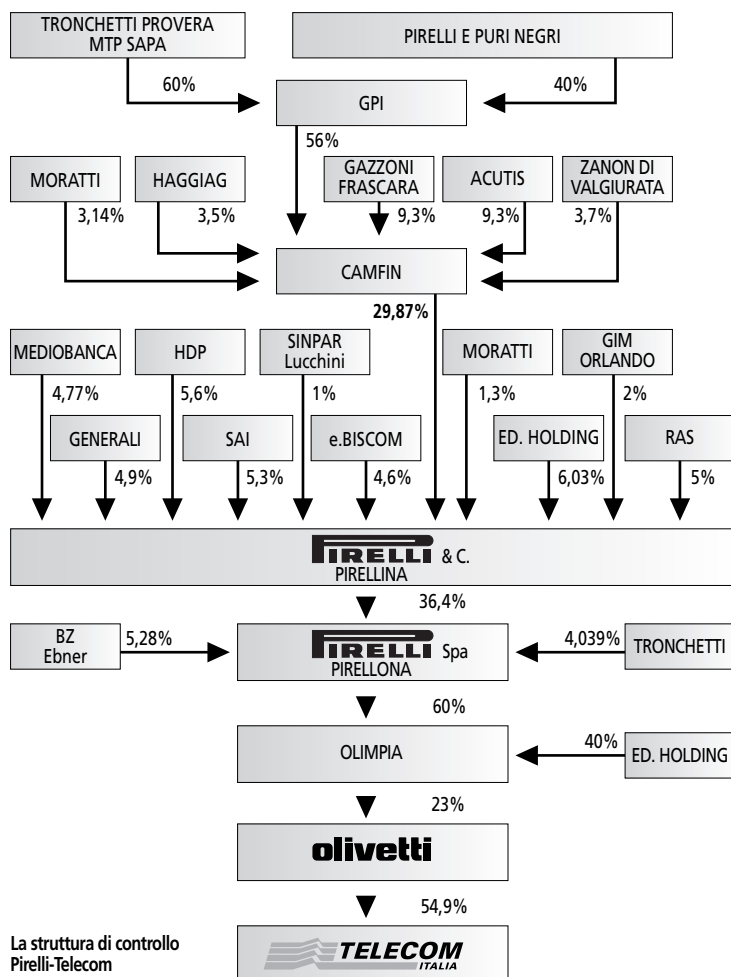 TRONCHETTI PROVERA
MTP SAPA
PIRELLI E PURI NEGRI
60%
40%
GPI
56%
MORATTI
HAGGIAG
GAZZONI
FRASCARA
ACUTIS
ZANON DI
VALGIURATA
3,14%
3,5%
9,3%
9,3%
3,7%
CAMFIN
29,87%
MEDIOBANCA
HDP
SINPAR
Lucchini
MORATTI
GIM
ORLANDO
4,77%
5,6%
1%
1,3%
2%
GENERALI
SAI
e.BISCOM
ED. HOLDING
RAS
4,9%
5,3%
4,6%
6,03%
5%
PIRELLI & C.
PIRELLINA
36,4%
BZ
Ebner
5,28%
PIRELLI Spa
PIRELLONA
4,039%
TRONCHETTI
60%
OLIMPIA
40%
ED. HOLDING
23%
olivetti
54,9%
La struttura di controllo
Pirelli-Telecom
TELECOM
ITALIA